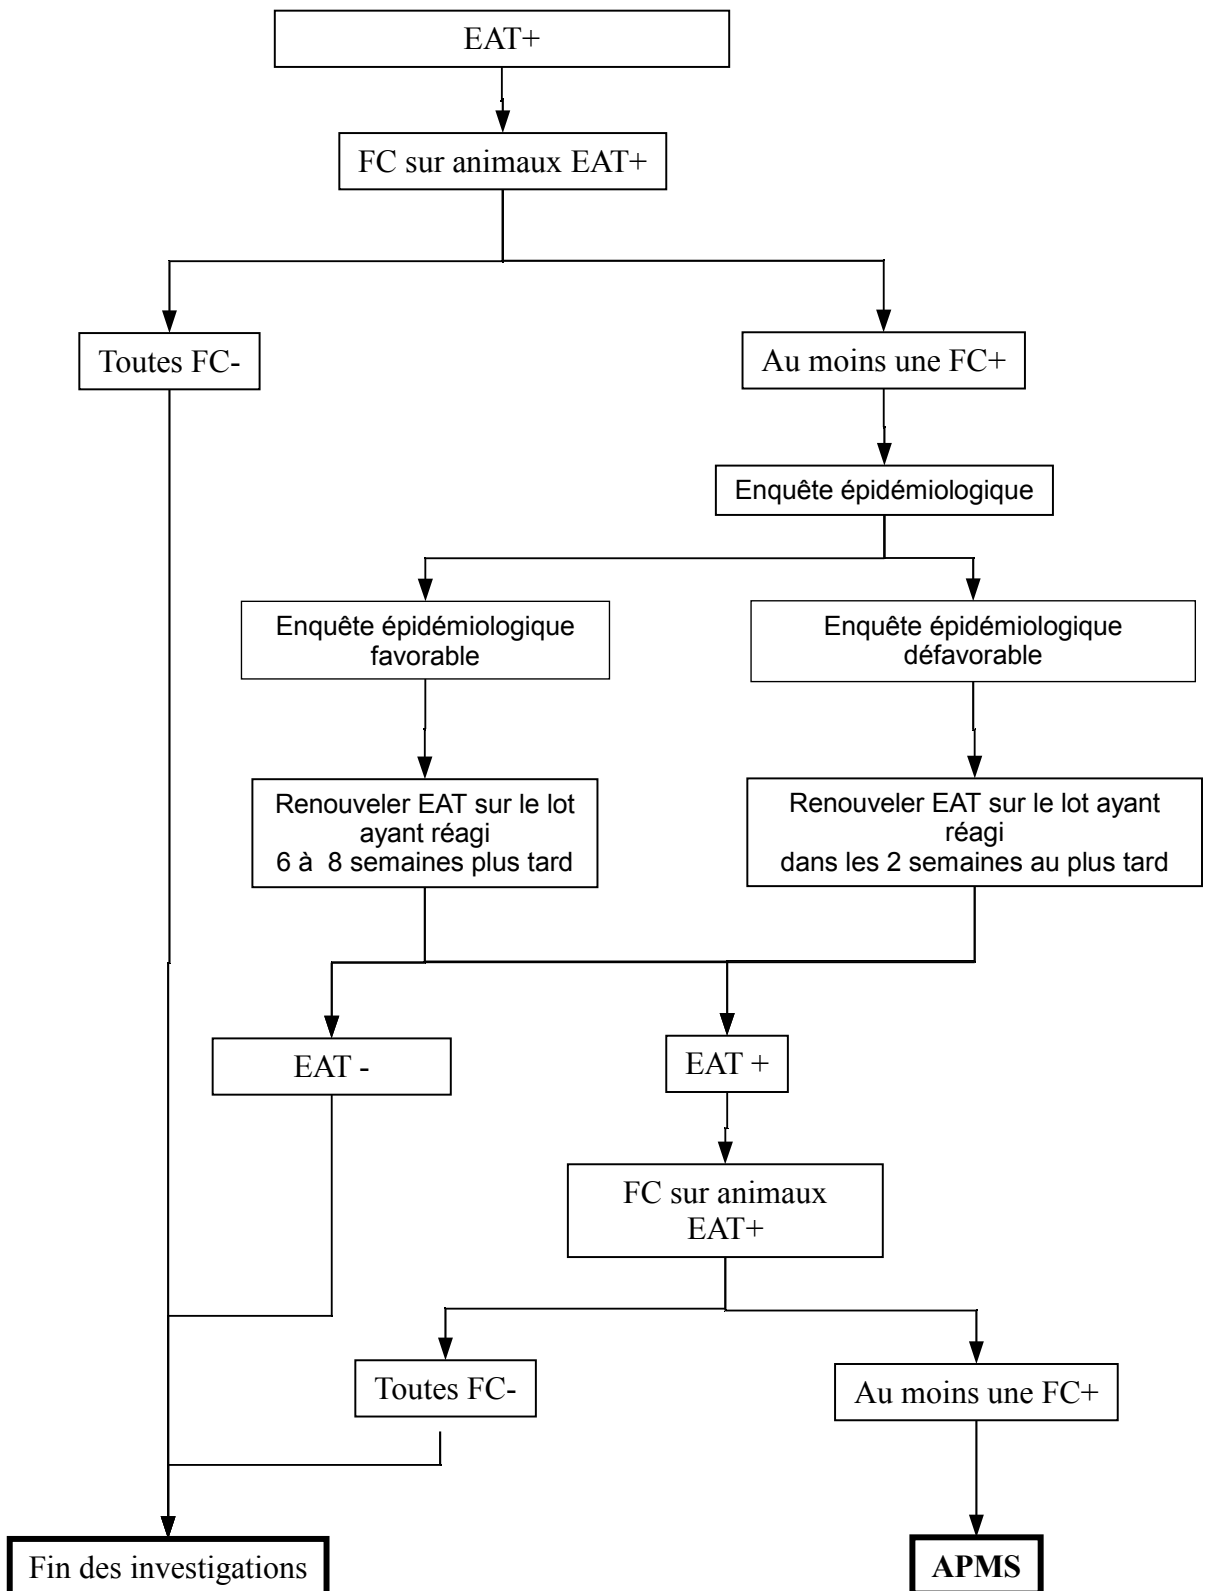 EAT+
FC sur animaux EAT+
Toutes FC-
Au moins une FC+
Enquête épidémiologique
Enquête épidémiologique
favorable
Enquête épidémiologique
défavorable
Renouveler EAT sur le lot
ayant réagi
6 à  8 semaines plus tard
Renouveler EAT sur le lot ayant
réagi
dans les 2 semaines au plus tard
EAT -
EAT +
FC sur animaux
EAT+
Toutes FC-
Au moins une FC+
Fin des investigations
APMS